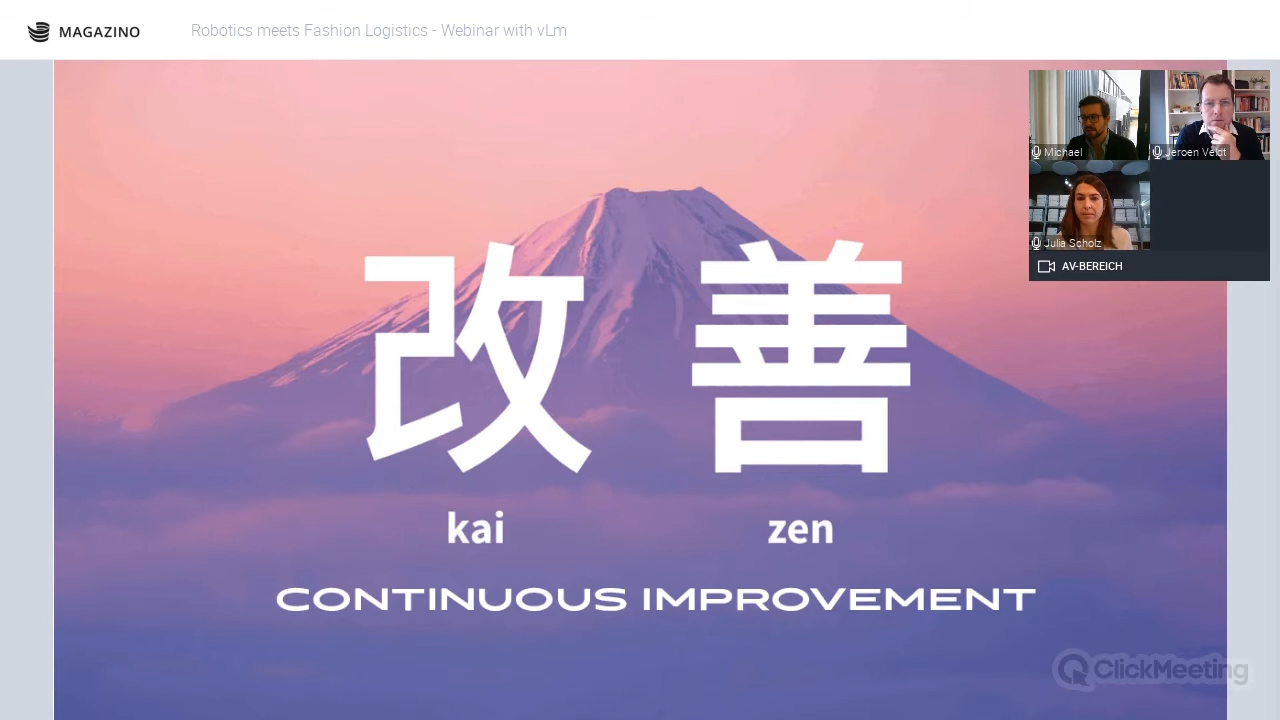 MAGAZINO
Robotics meets Fashion Logistics - Webinar with vLm
Michael
Jeroen Veldt
Julia Scholz
AV-BEREICH
改善
kai zen
CONTINUOUS IMPROVEMENT
ClickMeeting